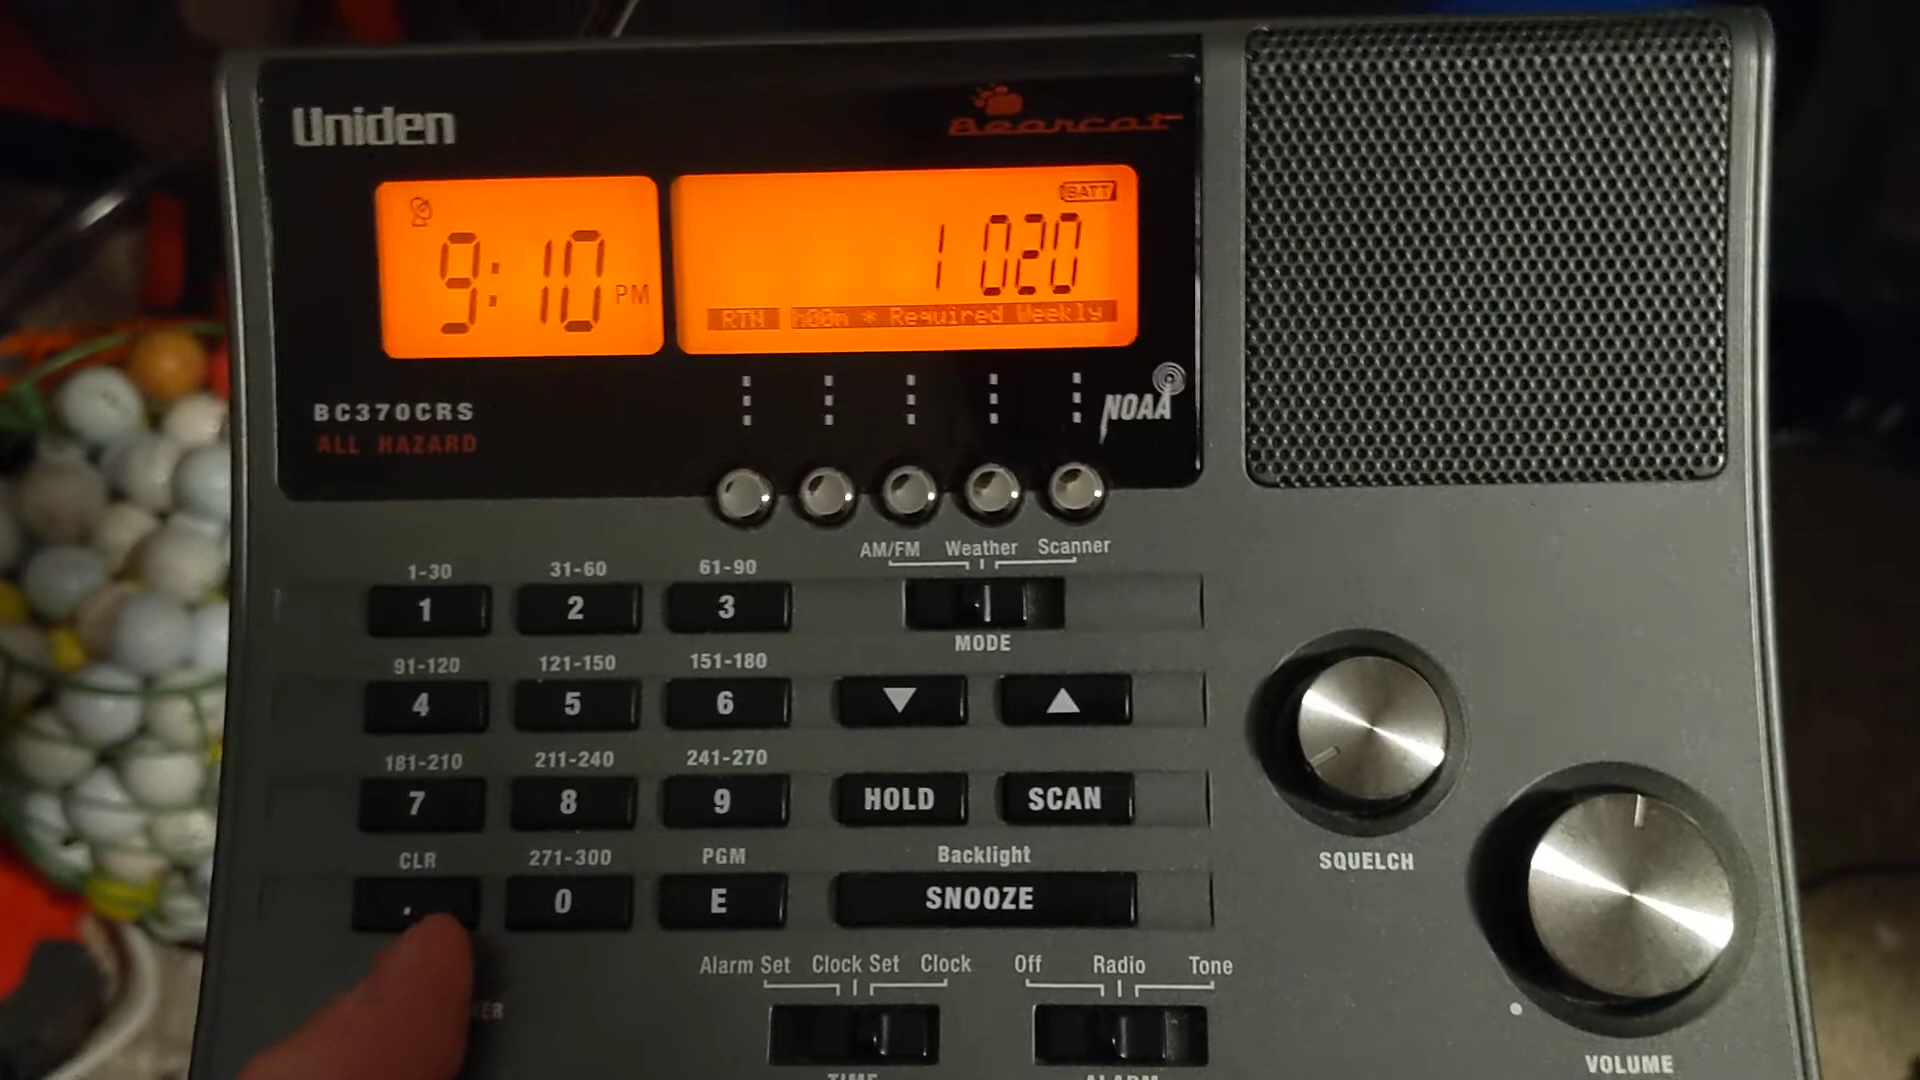 Uniden
Bearcat
9:10 PM
BATT
1 020
RTN h00m * Required Weekly
BC370CRS
ALL HAZARD
NOAA
AM/FM Weather Scanner
MODE
1-30 31-60 61-90
1 2 3
91-120 121-150 151-180
4 5 6
181-210 211-240 241-270
7 8 9 HOLD SCAN
CLR 271-300 PGM Backlight
. 0 E SNOOZE
SQUELCH
Alarm Set Clock Set Clock
Off Radio Tone
TIME
ALARM
VOLUME